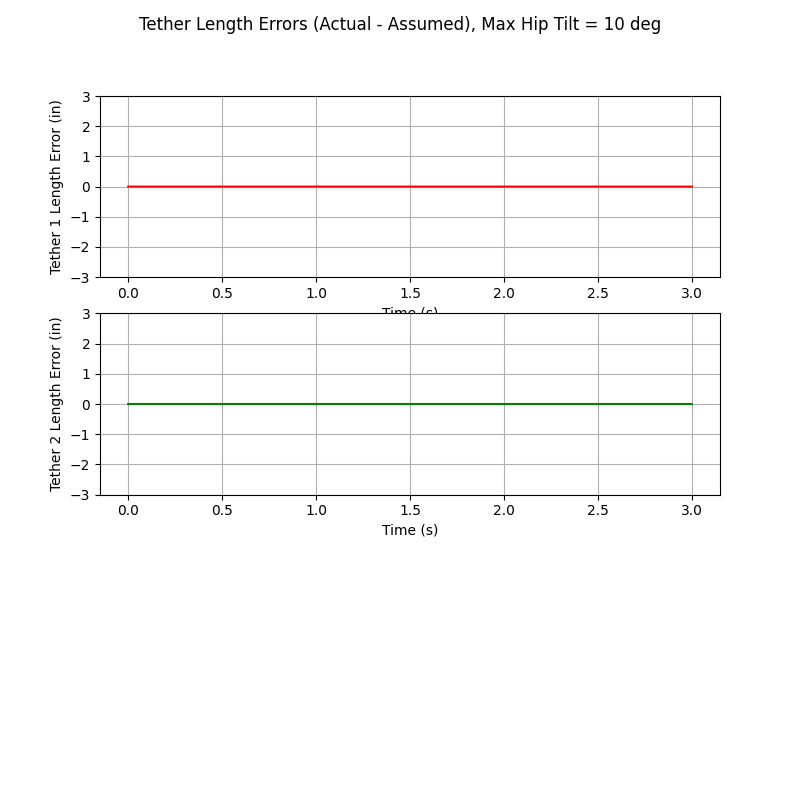 Tether Length Errors (Actual - Assumed), Max Hip Tilt = 10 deg
Tether 1 Length Error (in)
3
2
1
0
−1
−2
−3
0.0 0.5 1.0 1.5 2.0 2.5 3.0
Time (s)
Tether 2 Length Error (in)
3
2
1
0
−1
−2
−3
0.0 0.5 1.0 1.5 2.0 2.5 3.0
Time (s)